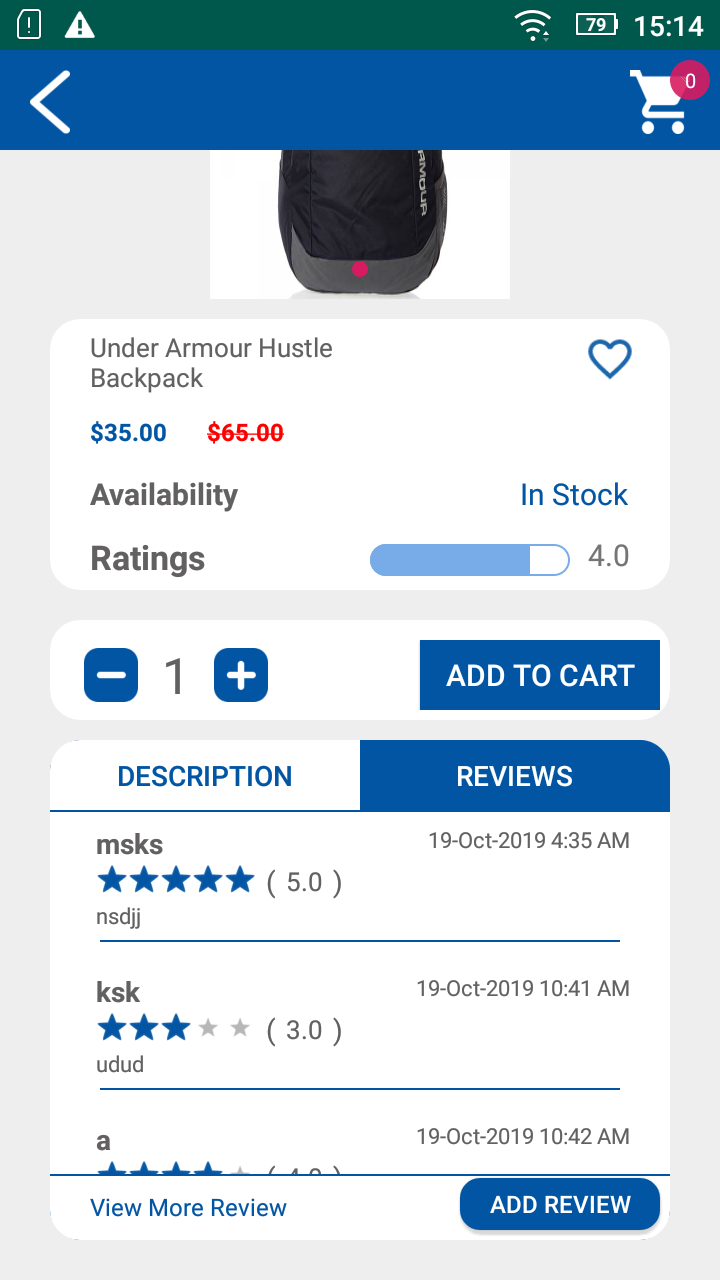 79 15:14
0
Under Armour Hustle
Backpack
$35.00 $65.00
Availability In Stock
Ratings 4.0
1 ADD TO CART
DESCRIPTION REVIEWS
msks 19-Oct-2019 4:35 AM
( 5.0 )
nsdjj
ksk 19-Oct-2019 10:41 AM
( 3.0 )
udud
a 19-Oct-2019 10:42 AM
View More Review ADD REVIEW